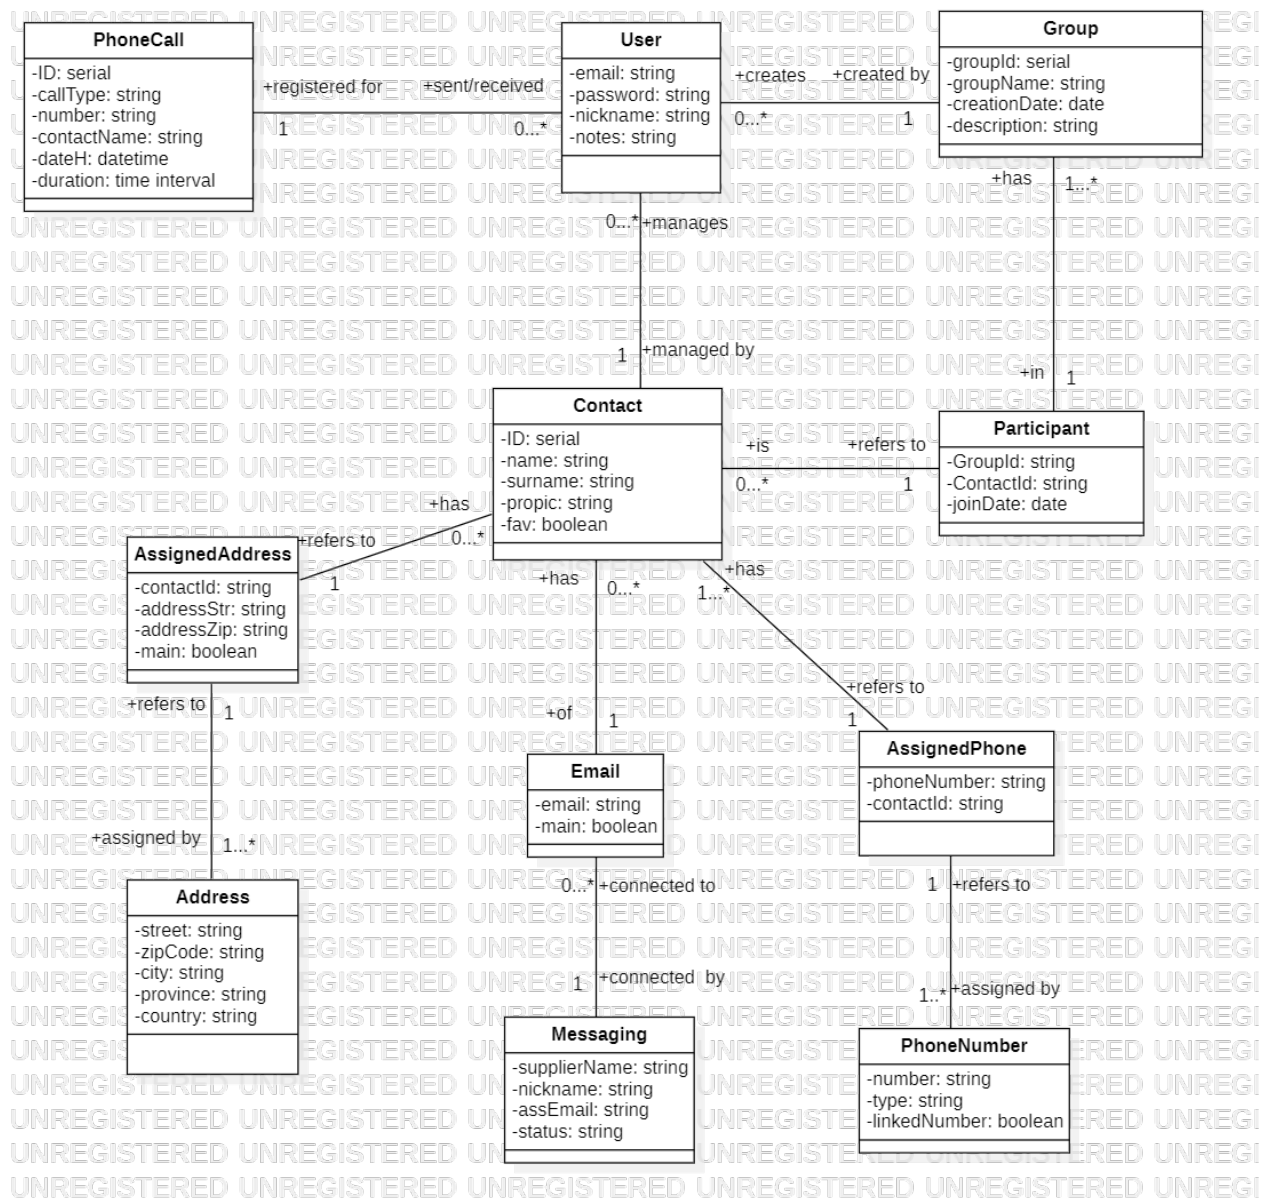 PhoneCall
-ID: serial
-callType: string
-number: string
-contactName: string
-dateH: datetime
-duration: time interval
+registered for
1
+sent/received
0...*
User
-email: string
-password: string
-nickname: string
-notes: string
+creates
0...*
+created by
1
Group
-groupId: serial
-groupName: string
-creationDate: date
-description: string
+has
1...*
0...*
+manages
1
+managed by
+in
1
Contact
-ID: serial
-name: string
-surname: string
-propic: string
-fav: boolean
+is
0...*
+refers to
1
Participant
-GroupId: string
-ContactId: string
-joinDate: date
+has
0...*
+refers to
1
AssignedAddress
-contactId: string
-addressStr: string
-addressZip: string
-main: boolean
+has
0...*
+has
1...*
+refers to
1
+of
1
+refers to
1
Email
-email: string
-main: boolean
AssignedPhone
-phoneNumber: string
-contactId: string
+assigned by
1...*
0...*
+connected to
1
+refers to
Address
-street: string
-zipCode: string
-city: string
-province: string
-country: string
1
+connected by
1..*
+assigned by
Messaging
-supplierName: string
-nickname: string
-assEmail: string
-status: string
PhoneNumber
-number: string
-type: string
-linkedNumber: boolean
UNREGISTERED UNREGISTERED UNREGISTERED UNREGISTERED UNREGISTERED UNREGI